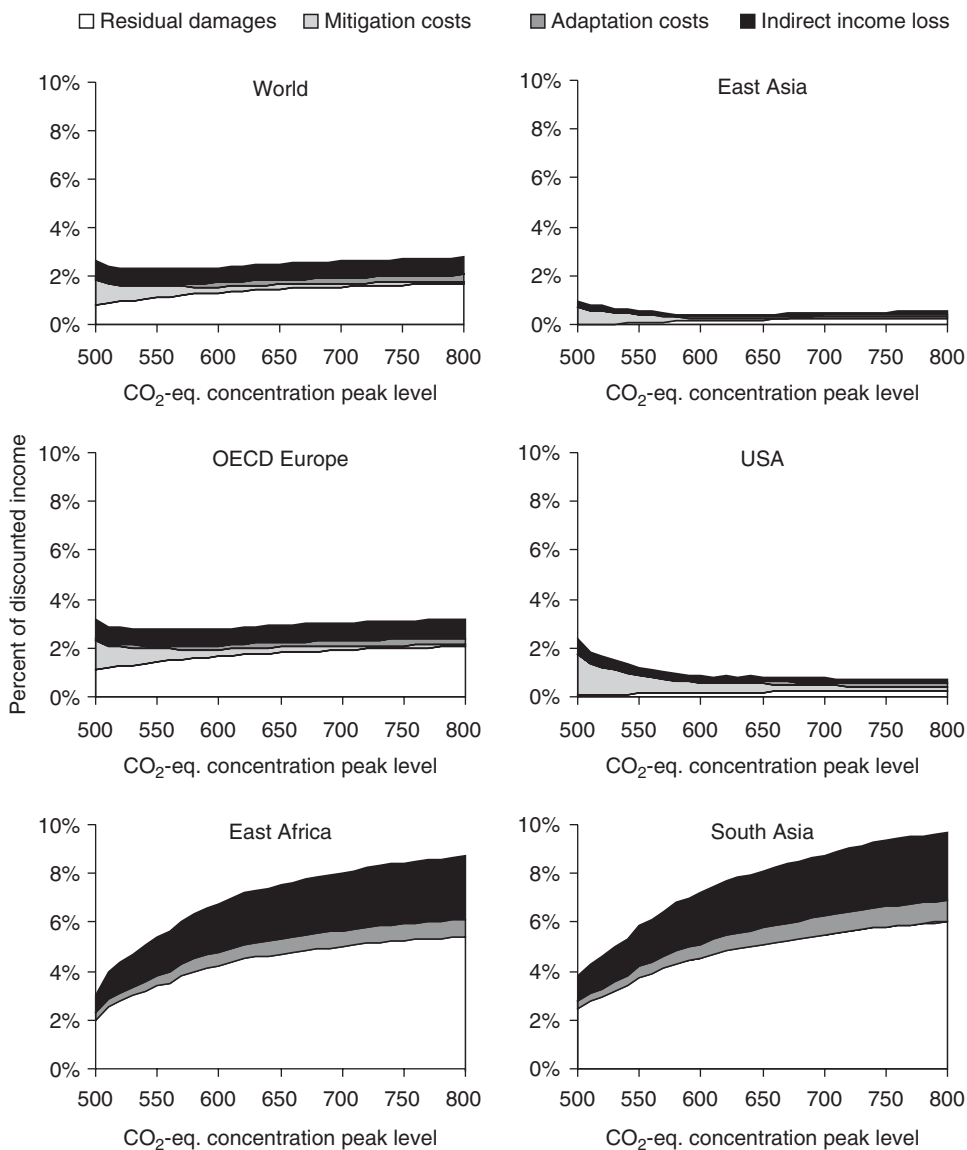 Residual damages Mitigation costs Adaptation costs Indirect income loss
World
10%
8%
6%
4%
2%
0%
500 550 600 650 700 750 800
CO₂-eq. concentration peak level
East Asia
10%
8%
6%
4%
2%
0%
500 550 600 650 700 750 800
CO₂-eq. concentration peak level
Percent of discounted income
OECD Europe
10%
8%
6%
4%
2%
0%
500 550 600 650 700 750 800
CO₂-eq. concentration peak level
USA
10%
8%
6%
4%
2%
0%
500 550 600 650 700 750 800
CO₂-eq. concentration peak level
East Africa
10%
8%
6%
4%
2%
0%
500 550 600 650 700 750 800
CO₂-eq. concentration peak level
South Asia
10%
8%
6%
4%
2%
0%
500 550 600 650 700 750 800
CO₂-eq. concentration peak level